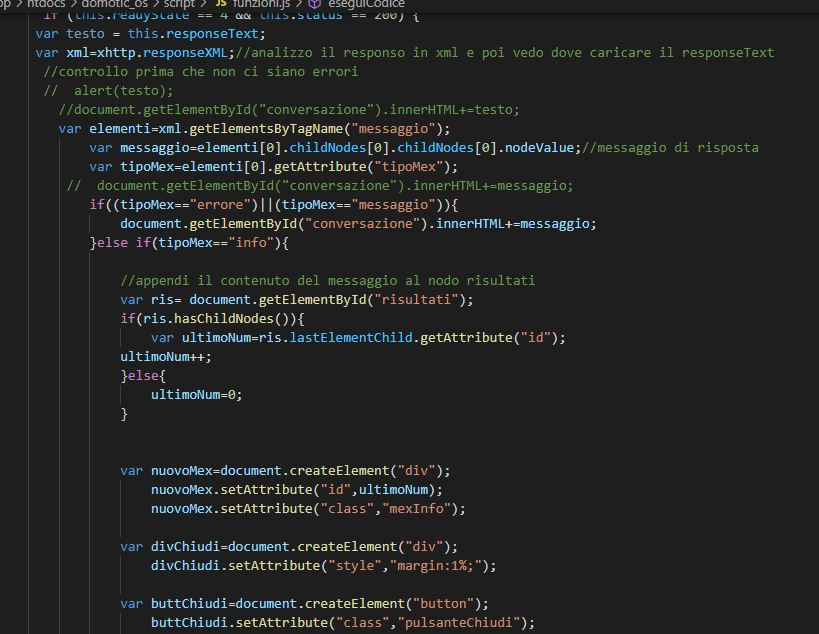 htdocs > domotic_os > script > JS funzioni.js > eseguiCodice
if (this.readyState == 4 && this.status == 200) {
var testo = this.responseText;
var xml=xhttp.responseXML;//analizzo il responso in xml e poi vedo dove caricare il responseText
//controllo prima che non ci siano errori
//  alert(testo);
//document.getElementById("conversazione").innerHTML+=testo;
var elementi=xml.getElementsByTagName("messaggio");
var messaggio=elementi[0].childNodes[0].childNodes[0].nodeValue;//messaggio di risposta
var tipoMex=elementi[0].getAttribute("tipoMex");
//  document.getElementById("conversazione").innerHTML+=messaggio;
if((tipoMex=="errore")||(tipoMex=="messaggio")){
document.getElementById("conversazione").innerHTML+=messaggio;
}else if(tipoMex=="info"){
//appendi il contenuto del messaggio al nodo risultati
var ris= document.getElementById("risultati");
if(ris.hasChildNodes()){
var ultimoNum=ris.lastElementChild.getAttribute("id");
ultimoNum++;
}else{
ultimoNum=0;
}
var nuovoMex=document.createElement("div");
nuovoMex.setAttribute("id",ultimoNum);
nuovoMex.setAttribute("class","mexInfo");
var divChiudi=document.createElement("div");
divChiudi.setAttribute("style","margin:1%;");
var buttChiudi=document.createElement("button");
buttChiudi.setAttribute("class","pulsanteChiudi");